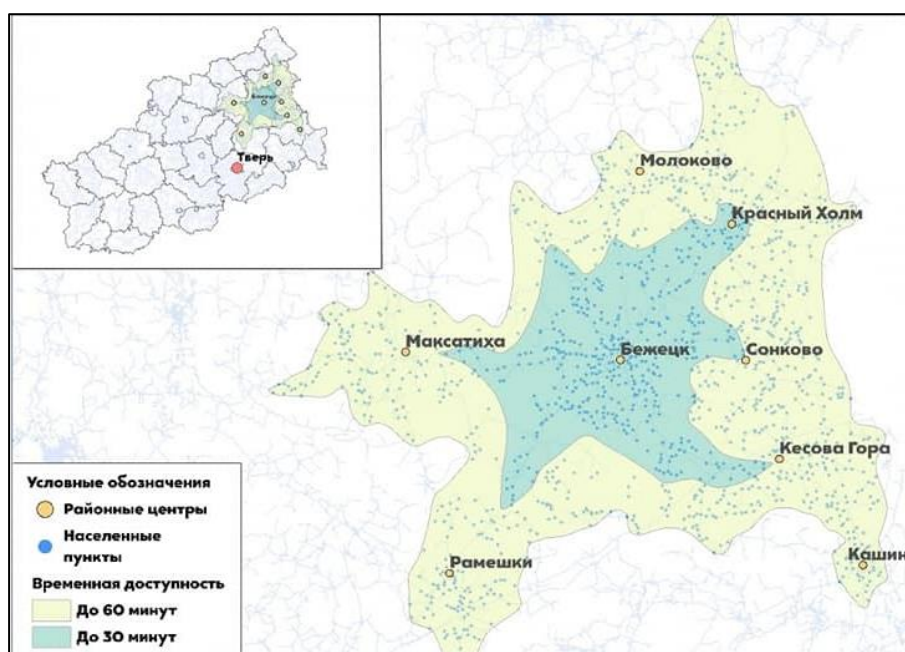 Бежецк
Тверь
Молоково
Красный Холм
Максатиха
Бежецк
Сонково
Кесова Гора
Рамешки
Кашин
Условные обозначения
Районные центры
Населенные
пункты
Временная доступность
До 60 минут
До 30 минут